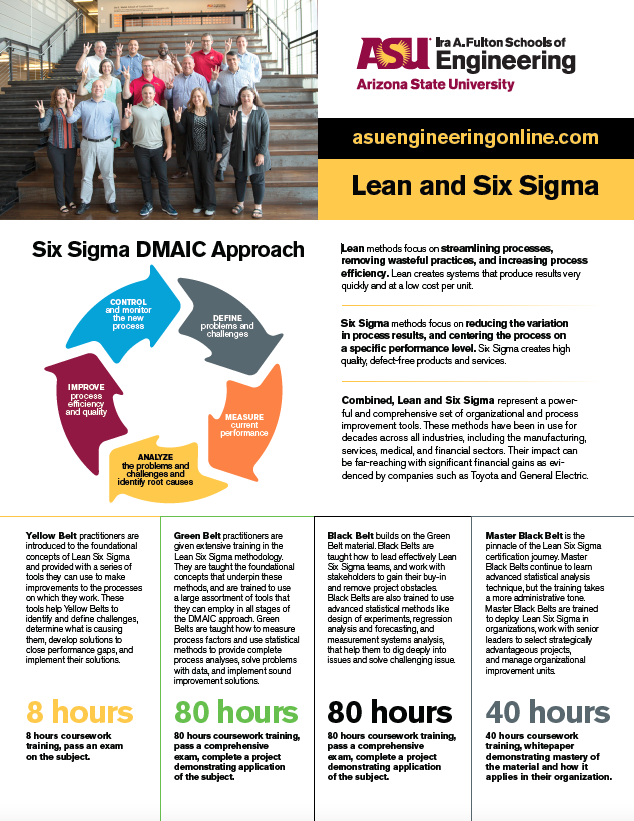 ASU Ira A. Fulton Schools of
Engineering
Arizona State University
asuengineeringonline.com
Lean and Six Sigma
Six Sigma DMAIC Approach
CONTROL
and monitor
the new
process
DEFINE
problems and
challenges
MEASURE
current
performance
ANALYZE
the problems and
challenges and
identify root causes
IMPROVE
process
efficiency
and quality
Lean methods focus on streamlining processes,
removing wasteful practices, and increasing process
efficiency. Lean creates systems that produce results very
quickly and at a low cost per unit.
Six Sigma methods focus on reducing the variation
in process results, and centering the process on
a specific performance level. Six Sigma creates high
quality, defect-free products and services.
Combined, Lean and Six Sigma represent a power-
ful and comprehensive set of organizational and process
improvement tools. These methods have been in use for
decades across all industries, including the manufacturing,
services, medical, and financial sectors. Their impact can
be far-reaching with significant financial gains as evi-
denced by companies such as Toyota and General Electric.
Yellow Belt practitioners are
introduced to the foundational
concepts of Lean Six Sigma
and provided with a series of
tools they can use to make
improvements to the processes
on which they work. These
tools help Yellow Belts to
identify and define challenges,
determine what is causing
them, develop solutions to
close performance gaps, and
implement their solutions.
8 hours
8 hours coursework
training, pass an exam
on the subject.
Green Belt practitioners are
given extensive training in the
Lean Six Sigma methodology.
They are taught the foundational
concepts that underpin these
methods, and are trained to use
a large assortment of tools that
they can employ in all stages of
the DMAIC approach. Green
Belts are taught how to measure
process factors and use statistical
methods to provide complete
process analyses, solve problems
with data, and implement sound
improvement solutions.
80 hours
80 hours coursework training,
pass a comprehensive
exam, complete a project
demonstrating application
of the subject.
Black Belt builds on the Green
Belt material. Black Belts are
taught how to lead effectively Lean
Six Sigma teams, and work with
stakeholders to gain their buy-in
and remove project obstacles.
Black Belts are also trained to use
advanced statistical methods like
design of experiments, regression
analysis and forecasting, and
measurement systems analysis,
that help them to dig deeply into
issues and solve challenging issue.
80 hours
80 hours coursework training,
pass a comprehensive
exam, complete a project
demonstrating application
of the subject.
Master Black Belt is the
pinnacle of the Lean Six Sigma
certification journey. Master
Black Belts continue to learn
advanced statistical analysis
technique, but the training takes
a more administrative tone.
Master Black Belts are trained
to deploy Lean Six Sigma in
organizations, work with senior
leaders to select strategically
advantageous projects,
and manage organizational
improvement units.
40 hours
40 hours coursework
training, whitepaper
demonstrating mastery of
the material and how it
applies in their organization.